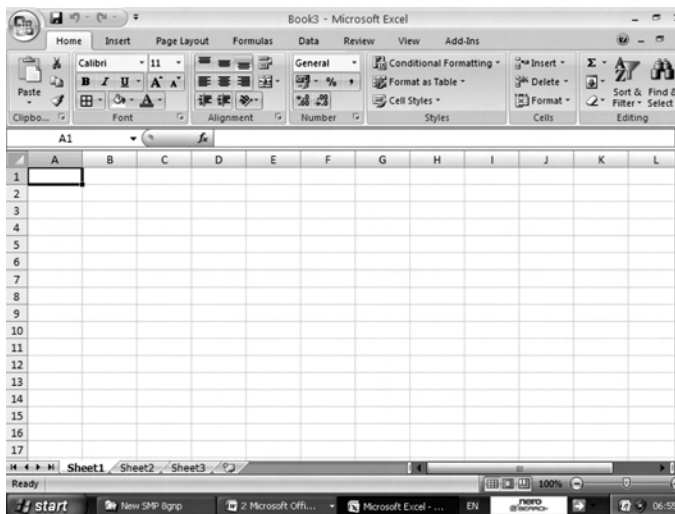 Book3 - Microsoft Excel
Home Insert Page Layout Formulas Data Review View Add-Ins
Calibri 11 General Conditional Formatting Insert Σ
Paste B I U A A % , Format as Table Delete Sort & Find &
A Cell Styles Format Filter Select
Clipbo... Font Alignment Number Styles Cells Editing
A1 fx
A B C D E F G H I J K L
1
2
3
4
5
6
7
8
9
10
11
12
13
14
15
16
17
Sheet1 Sheet2 Sheet3
Ready 100%
start New SMP 8gnp 2 Microsoft Offi... Microsoft Excel - ... EN nero SEARCH 06:55